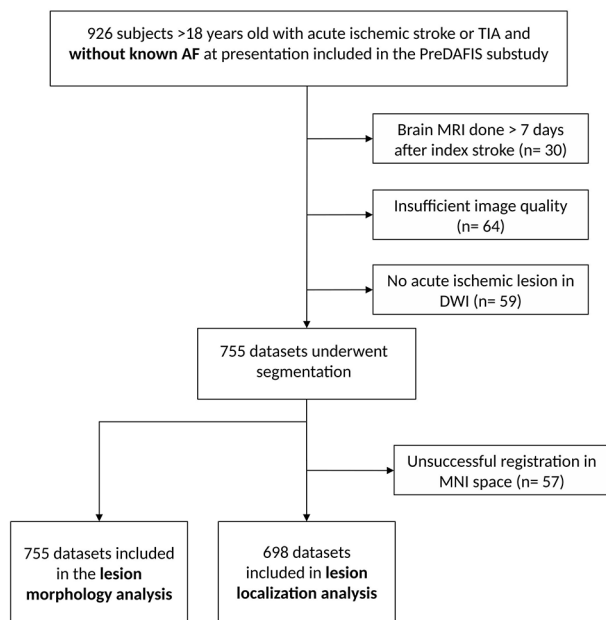 926 subjects >18 years old with acute ischemic stroke or TIA and
without known AF at presentation included in the PreDAFIS substudy
Brain MRI done > 7 days
after index stroke (n= 30)
Insufficient image quality
(n= 64)
No acute ischemic lesion in
DWI (n= 59)
755 datasets underwent
segmentation
Unsuccessful registration in
MNI space (n= 57)
755 datasets included
in the lesion
morphology analysis
698 datasets
included in lesion
localization analysis